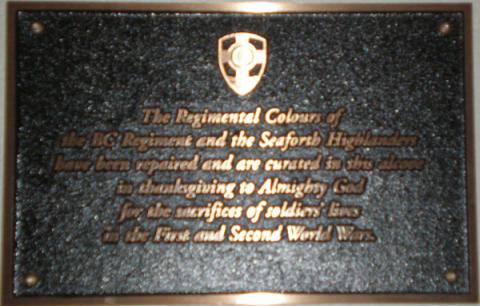 The Regimental Colours of
the BC Regiment and the Seaforth Highlanders
have been repaired and are curated in this alcove
in thanksgiving to Almighty God
for the sacrifices of soldiers' lives
in the First and Second World Wars.